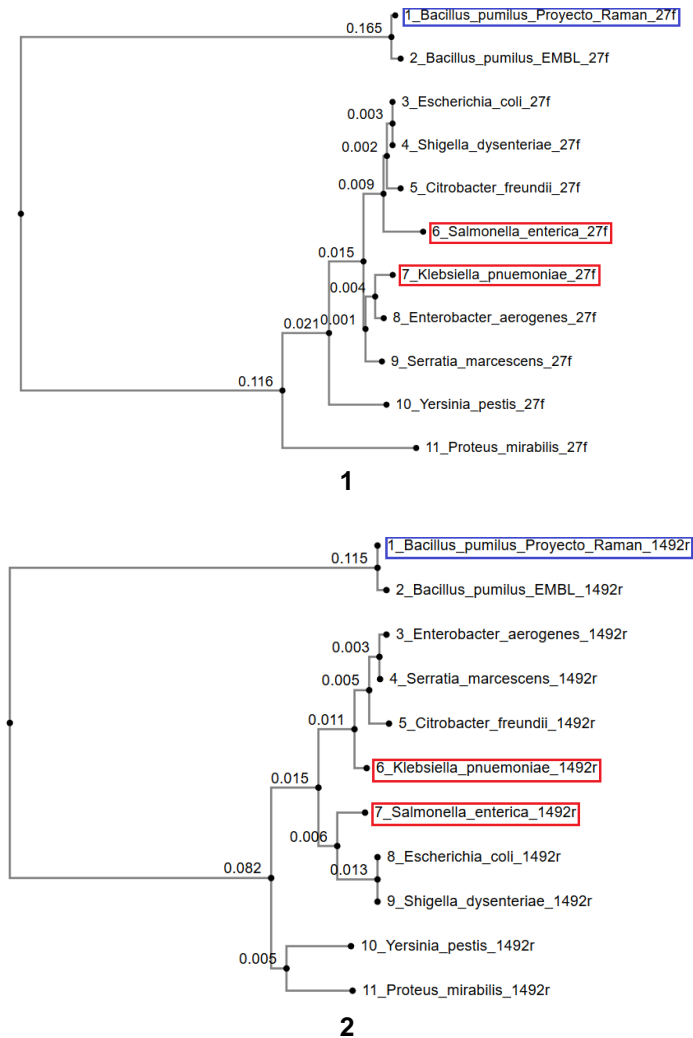 0.165
1_Bacillus_pumilus_Proyecto_Raman_27f
2_Bacillus_pumilus_EMBL_27f
3_Escherichia_coli_27f
0.003
4_Shigella_dysenteriae_27f
0.002
0.009
5_Citrobacter_freundii_27f
6_Salmonella_enterica_27f
0.015
7_Klebsiella_pnuemoniae_27f
0.004
8_Enterobacter_aerogenes_27f
0.021
0.001
9_Serratia_marcescens_27f
0.116
10_Yersinia_pestis_27f
11_Proteus_mirabilis_27f
1
0.115
1_Bacillus_pumilus_Proyecto_Raman_1492r
2_Bacillus_pumilus_EMBL_1492r
3_Enterobacter_aerogenes_1492r
0.003
4_Serratia_marcescens_1492r
0.005
0.011
5_Citrobacter_freundii_1492r
6_Klebsiella_pnuemoniae_1492r
0.015
7_Salmonella_enterica_1492r
0.006
8_Escherichia_coli_1492r
0.082
0.013
9_Shigella_dysenteriae_1492r
10_Yersinia_pestis_1492r
0.005
11_Proteus_mirabilis_1492r
2